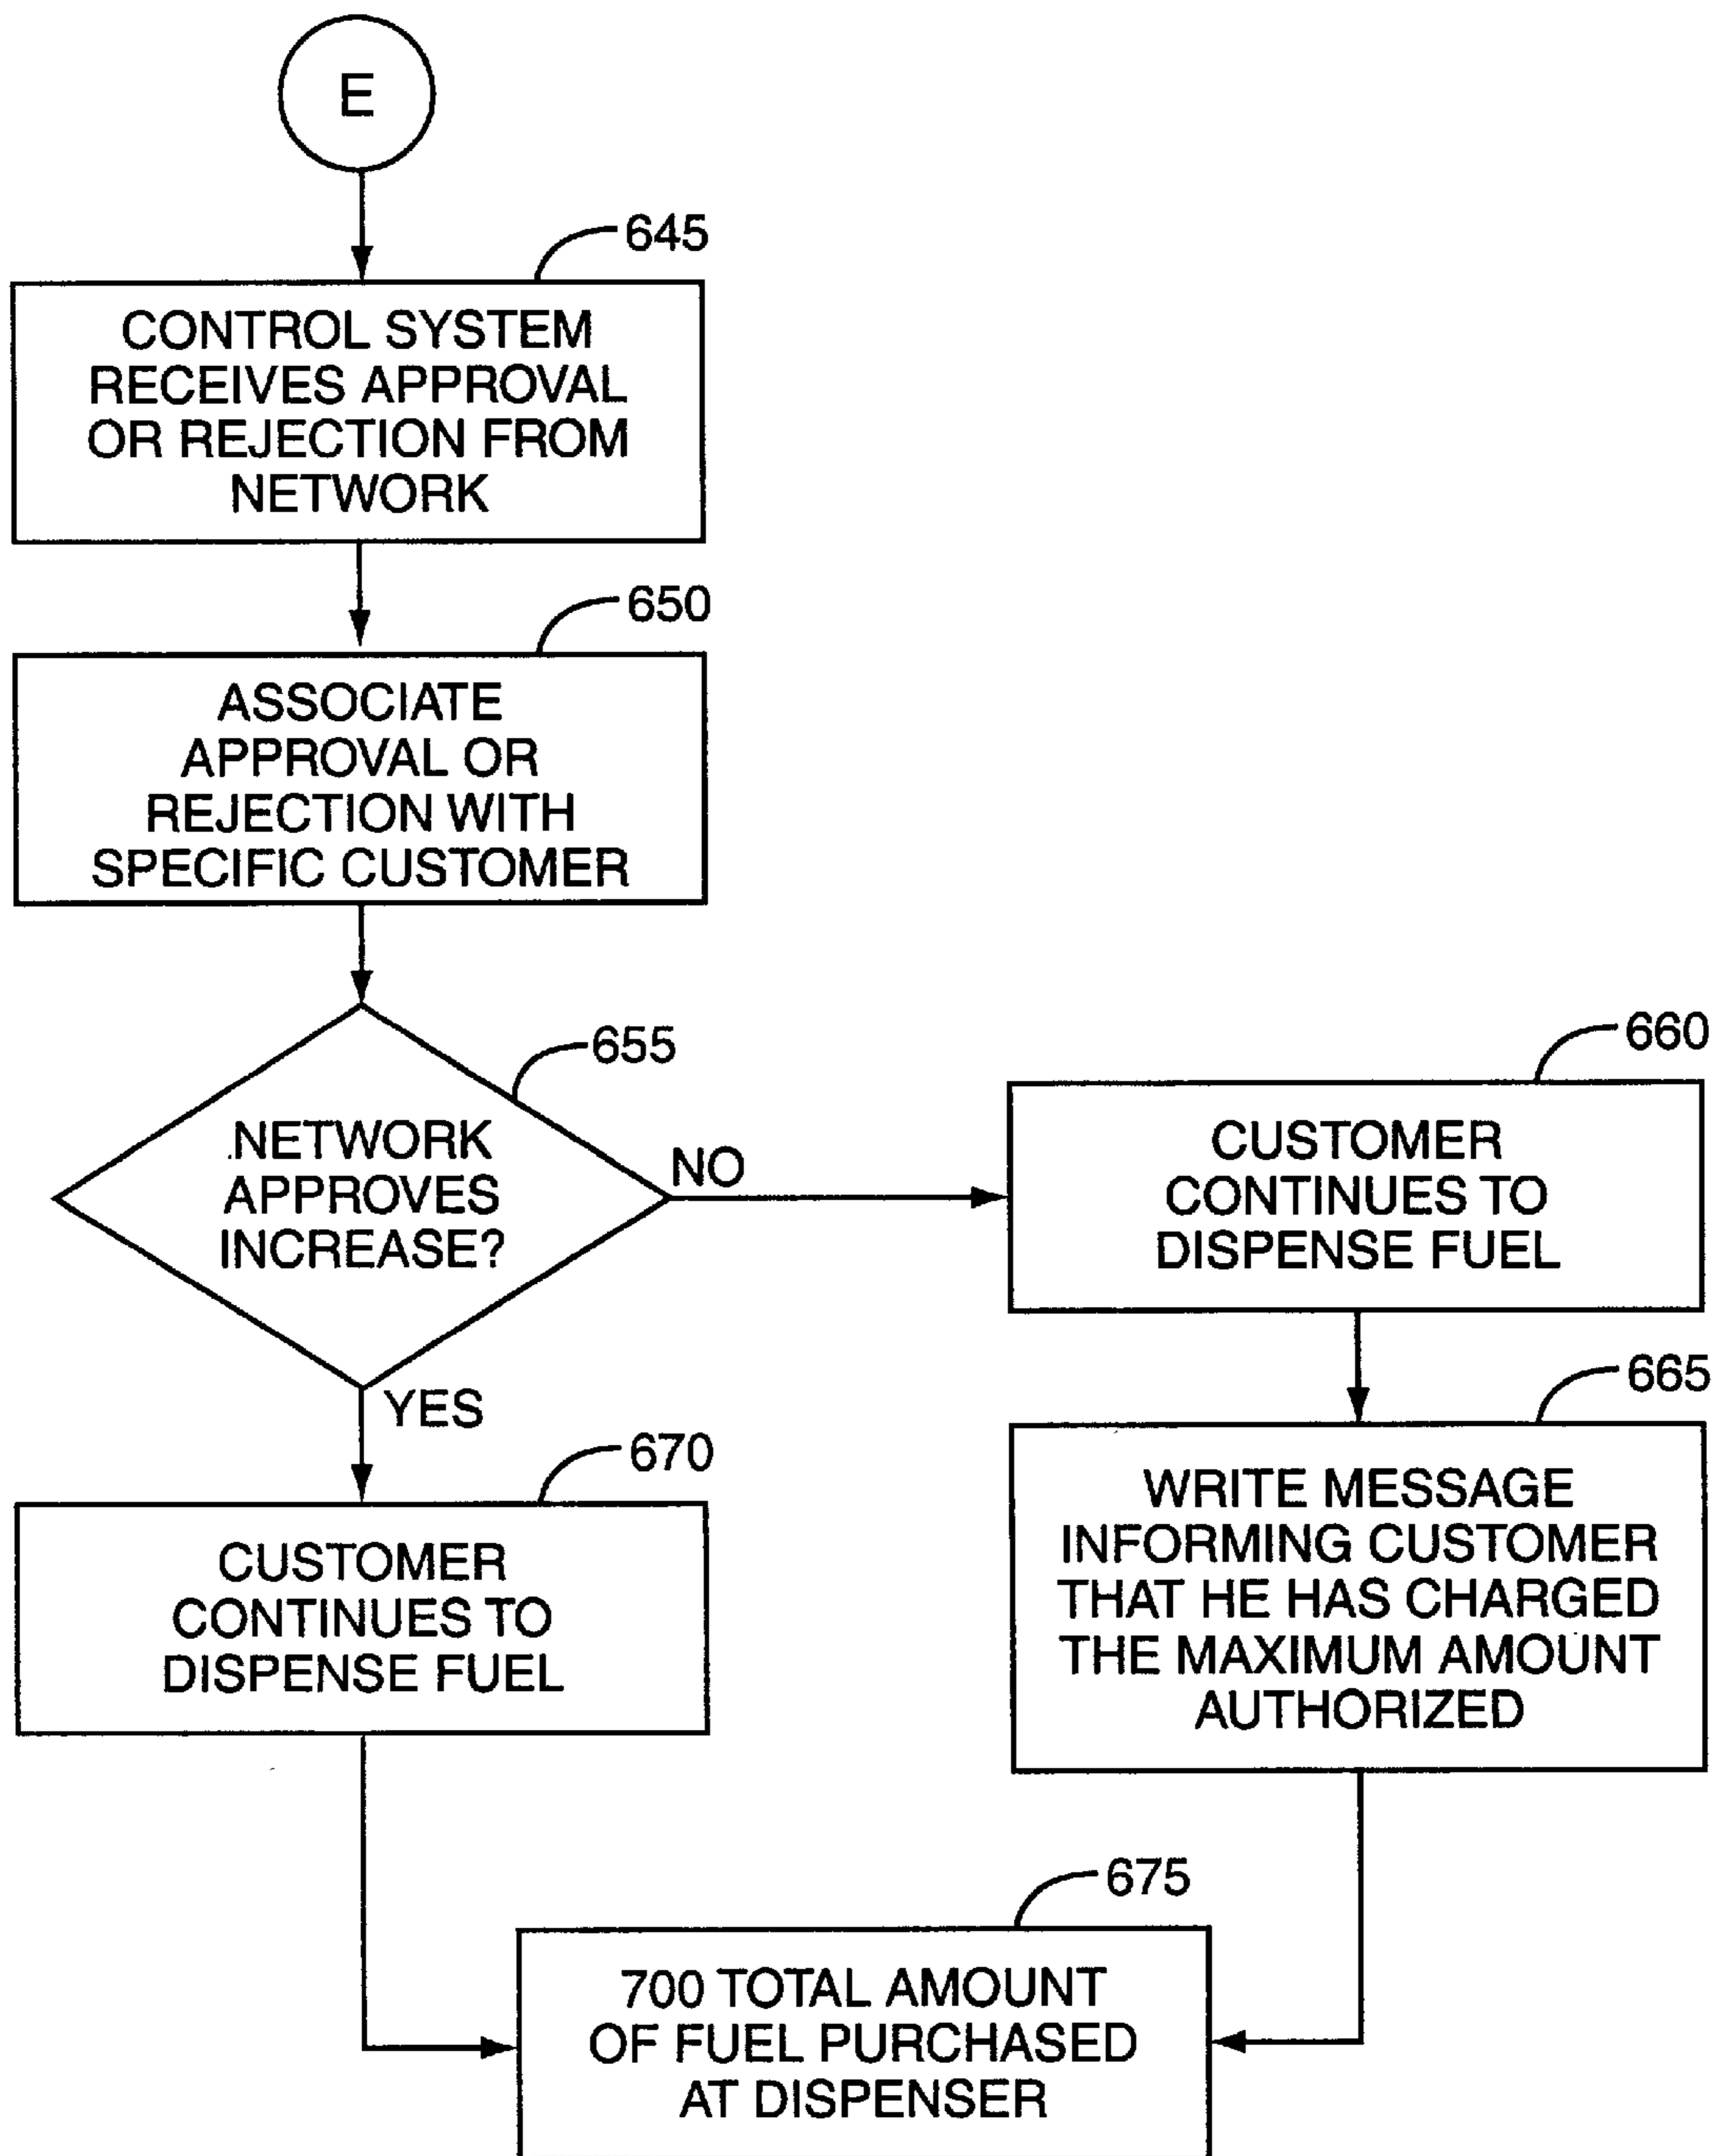 E
645
CONTROL SYSTEM
RECEIVES APPROVAL
OR REJECTION FROM
NETWORK
650
ASSOCIATE
APPROVAL OR
REJECTION WITH
SPECIFIC CUSTOMER
655
NETWORK
APPROVES
INCREASE?
NO
YES
660
CUSTOMER
CONTINUES TO
DISPENSE FUEL
665
WRITE MESSAGE
INFORMING CUSTOMER
THAT HE HAS CHARGED
THE MAXIMUM AMOUNT
AUTHORIZED
670
CUSTOMER
CONTINUES TO
DISPENSE FUEL
675
700 TOTAL AMOUNT
OF FUEL PURCHASED
AT DISPENSER